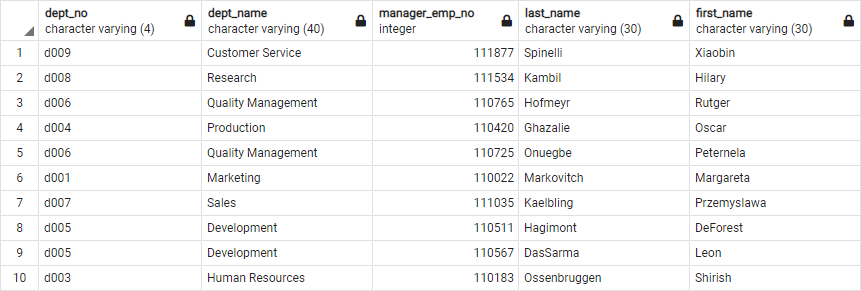 dept_no dept_name manager_emp_no last_name first_name
character varying (4) character varying (40) integer character varying (30) character varying (30)
1 d009 Customer Service 111877 Spinelli Xiaobin
2 d008 Research 111534 Kambil Hilary
3 d006 Quality Management 110765 Hofmeyr Rutger
4 d004 Production 110420 Ghazalie Oscar
5 d006 Quality Management 110725 Onuegbe Peternela
6 d001 Marketing 110022 Markovitch Margareta
7 d007 Sales 111035 Kaelbling Przemyslawa
8 d005 Development 110511 Hagimont DeForest
9 d005 Development 110567 DasSarma Leon
10 d003 Human Resources 110183 Ossenbruggen Shirish